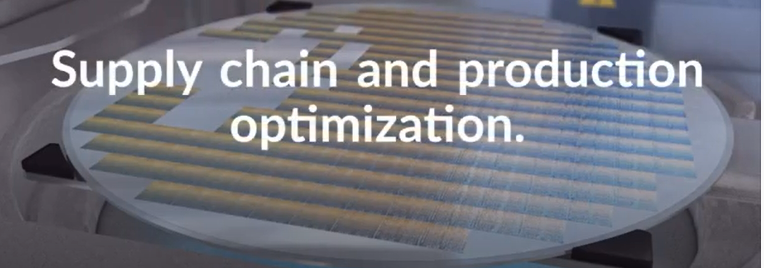 Supply chain and production
optimization.